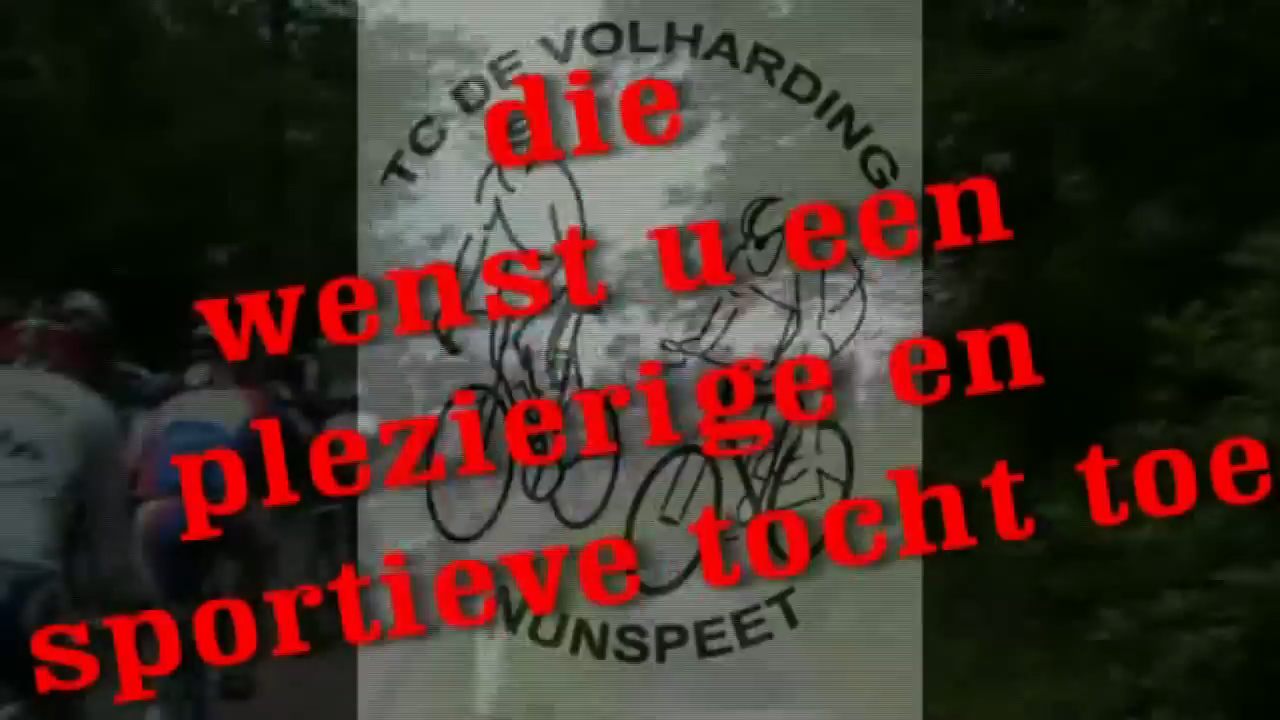 TC DE VOLHARDING
die
wenst u een
plezierige en
sportieve tocht toe
NUNSPEET